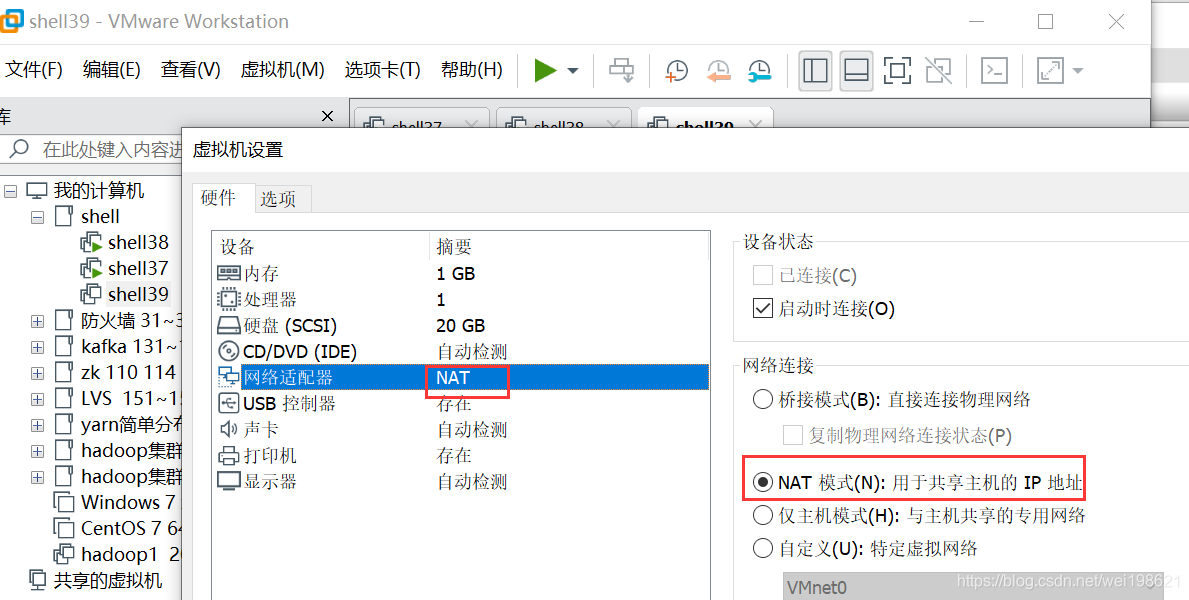 shell39 - VMware Workstation
文件(F) 编辑(E) 查看(V) 虚拟机(M) 选项卡(T) 帮助(H)
库
shell37 shell38 shell39
在此处键入内容进
我的计算机
shell
shell38
shell37
shell39
防火墙 31~3
kafka 131~1
zk 110 114
LVS 151~15
yarn简单分布
hadoop集群
hadoop集群
Windows 7
CentOS 7 64
hadoop1 20
共享的虚拟机
虚拟机设置
硬件 选项
设备 摘要
内存 1 GB
处理器 1
硬盘 (SCSI) 20 GB
CD/DVD (IDE) 自动检测
网络适配器 NAT
USB 控制器 存在
声卡 自动检测
打印机 存在
显示器 自动检测
设备状态
已连接(C)
启动时连接(O)
网络连接
桥接模式(B): 直接连接物理网络
复制物理网络连接状态(P)
NAT 模式(N): 用于共享主机的 IP 地址
仅主机模式(H): 与主机共享的专用网络
自定义(U): 特定虚拟网络
VMnet0
https://blog.csdn.net/wei198621